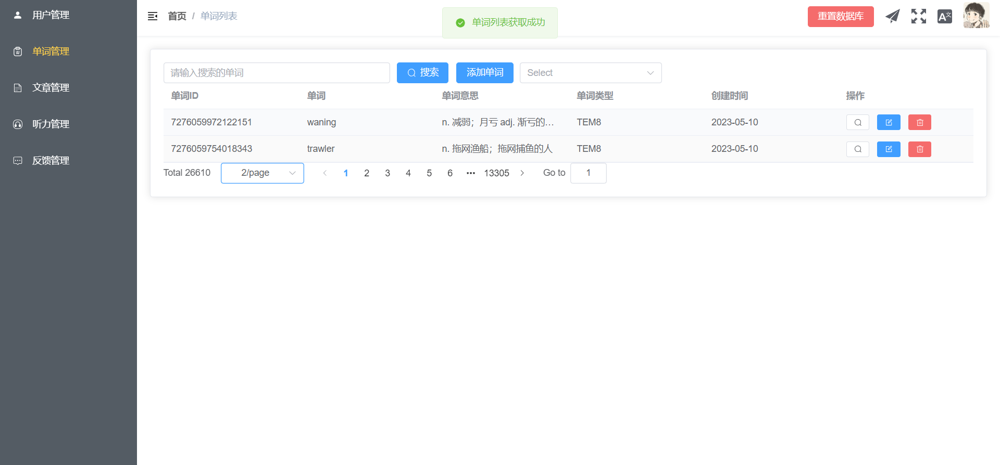 用户管理
单词管理
文章管理
听力管理
反馈管理
首页 / 单词列表
单词列表获取成功
重置数据库
请输入搜索的单词 搜索 添加单词 Select
单词ID 单词 单词意思 单词类型 创建时间 操作
7276059972122151 waning n. 减弱；月亏 adj. 渐亏的… TEM8 2023-05-10
7276059754018343 trawler n. 拖网渔船；拖网捕鱼的人 TEM8 2023-05-10
Total 26610 2/page 1 2 3 4 5 6 ••• 13305 Go to 1